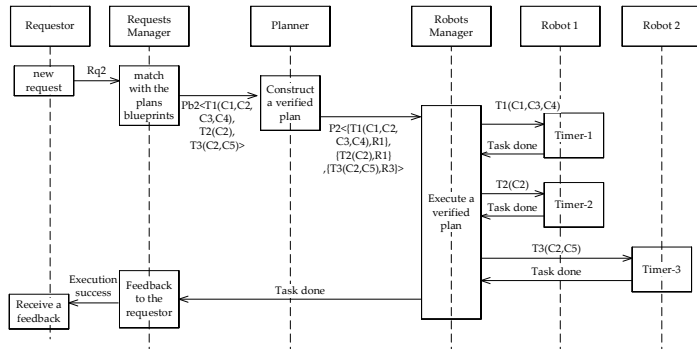 Requestor
Requests
Manager
Planner
Robots
Manager
Robot 1
Robot 2
new
request
Rq2
match
with the
plans
blueprints
Pb2<T1(C1,C2,
C3,C4),
T2(C2),
T3(C2,C5)>
Construct
a verified
plan
P2<{T1(C1,C2,
C3,C4),R1},
{T2(C2),R1}
,{T3(C2,C5),R3}>
Execute a
verified
plan
T1(C1,C3,C4)
Task done
Timer-1
T2(C2)
Task done
Timer-2
T3(C2,C5)
Task done
Timer-3
Task done
Feedback
to the
requestor
Execution
success
Receive a
feedback